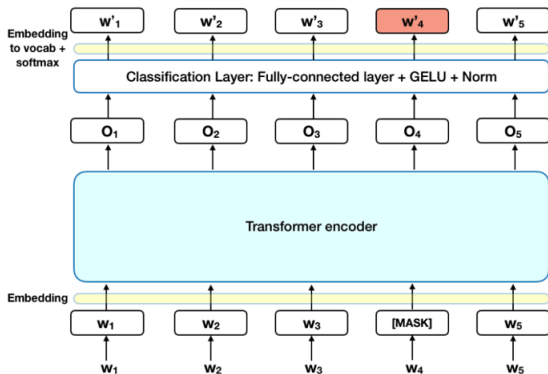 Embedding
to vocab +
softmax
w'₁ w'₂ w'₃ w'₄ w'₅
Classification Layer: Fully-connected layer + GELU + Norm
O₁ O₂ O₃ O₄ O₅
Transformer encoder
Embedding
w₁ w₂ w₃ [MASK] w₅
w₁ w₂ w₃ w₄ w₅